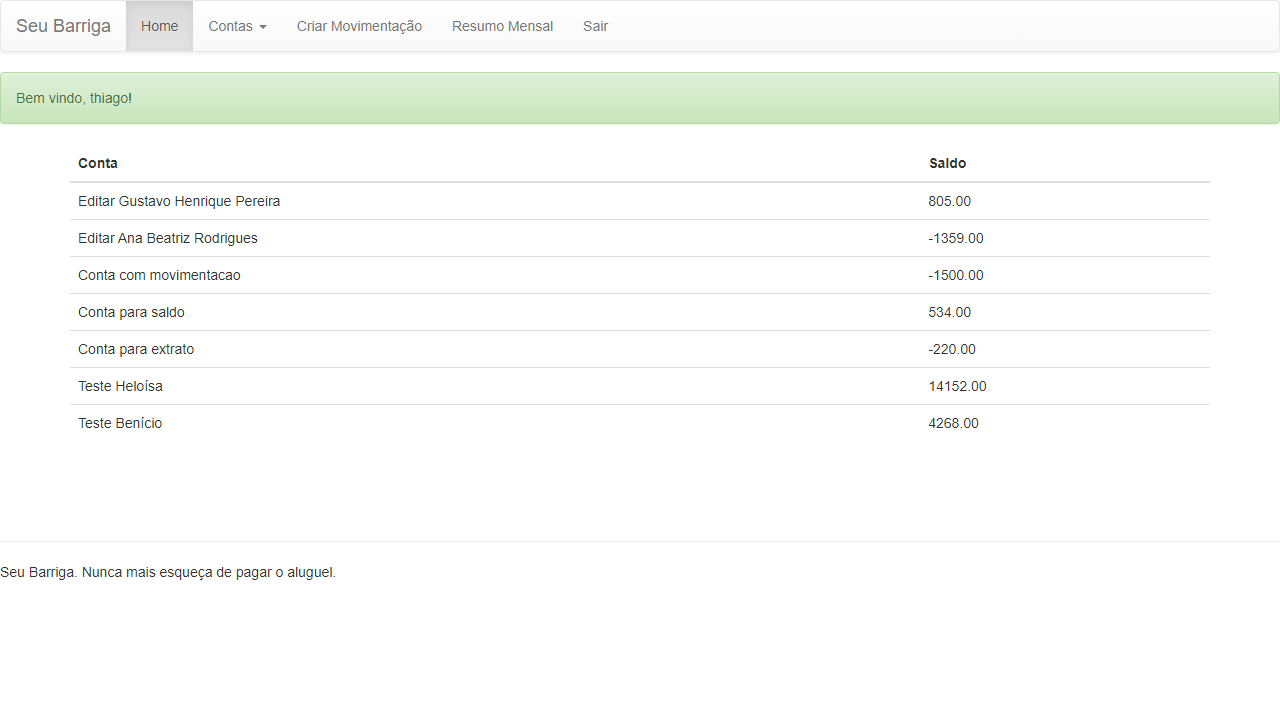 Seu Barriga Home Contas Criar Movimentação Resumo Mensal Sair
Bem vindo, thiago!
Conta Saldo
Editar Gustavo Henrique Pereira 805.00
Editar Ana Beatriz Rodrigues -1359.00
Conta com movimentacao -1500.00
Conta para saldo 534.00
Conta para extrato -220.00
Teste Heloísa 14152.00
Teste Benício 4268.00
Seu Barriga. Nunca mais esqueça de pagar o aluguel.